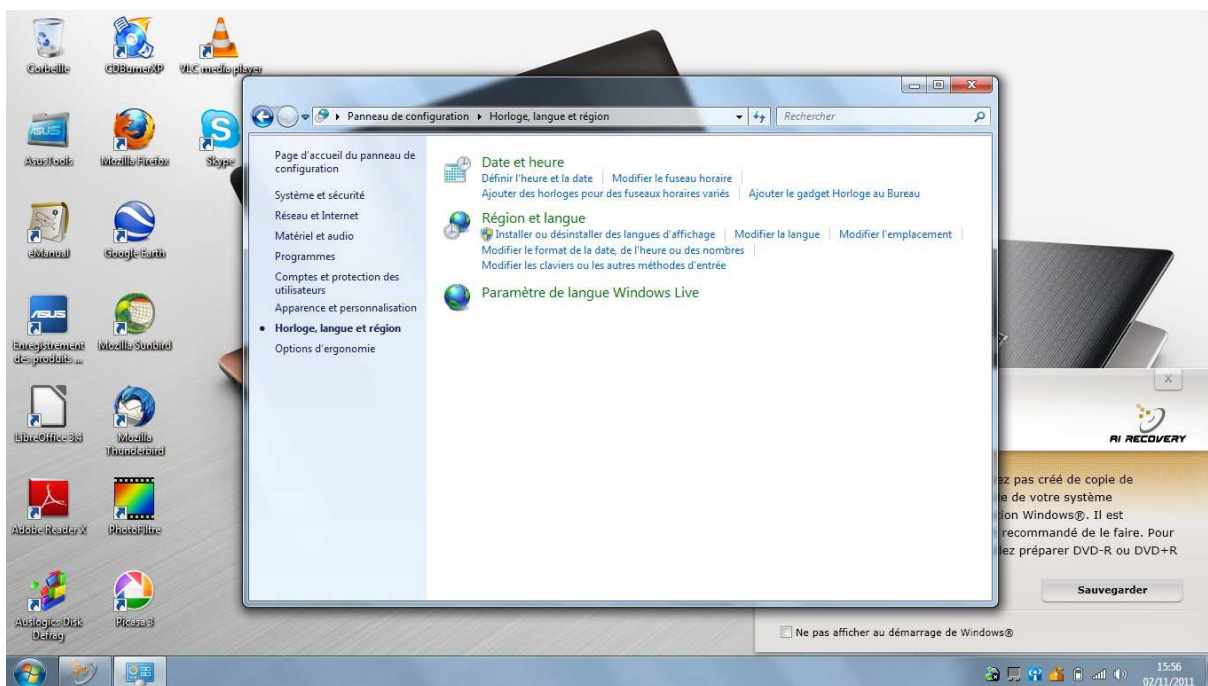 Corbeille
CDBurnerXP
VLC media player
Mozilla Firefox
Skype
eManual
Google Earth
ASUS
Enregistrement
des produits ...
Mozilla Sunbird
LibreOffice 3.4
Mozilla
Thunderbird
Adobe Reader X
PhotoFiltre
Auslogics Disk
Defrag
Picasa 3
Panneau de configuration
Horloge, langue et région
Rechercher
Page d'accueil du panneau de
configuration
Système et sécurité
Réseau et Internet
Matériel et audio
Programmes
Comptes et protection des
utilisateurs
Apparence et personnalisation
Horloge, langue et région
Options d'ergonomie
Date et heure
Définir l'heure et la date
Modifier le fuseau horaire
Ajouter des horloges pour des fuseaux horaires variés
Ajouter le gadget Horloge au Bureau
Région et langue
Installer ou désinstaller des langues d'affichage
Modifier la langue
Modifier l'emplacement
Modifier le format de la date, de l'heure ou des nombres
Modifier les claviers ou les autres méthodes d'entrée
Paramètre de langue Windows Live
X
AI RECOVERY
ez pas créé de copie de
e de votre système
ion Windows®. Il est
recommandé de le faire. Pour
lez préparer DVD-R ou DVD+R
Sauvegarder
Ne pas afficher au démarrage de Windows®
15:56
02/11/2011